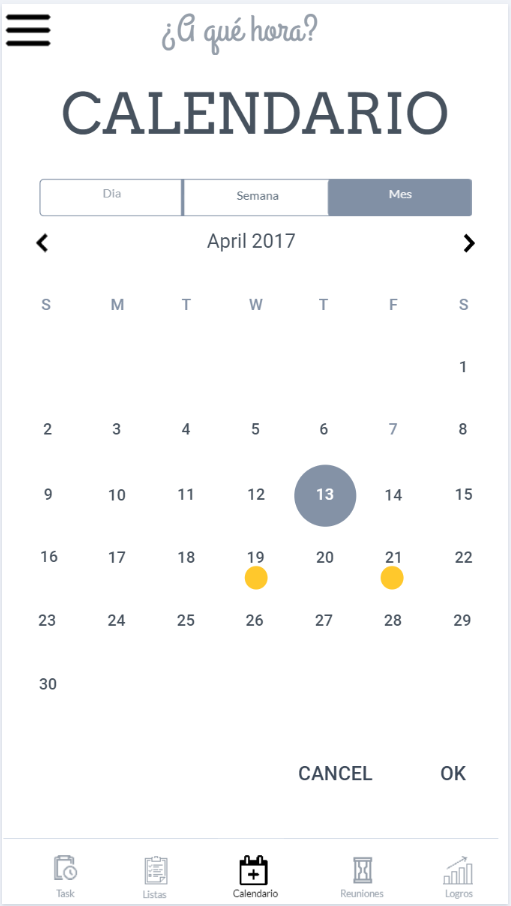 ¿A qué hora?
CALENDARIO
Dia Semana Mes
April 2017
S M T W T F S
1
2 3 4 5 6 7 8
9 10 11 12 13 14 15
16 17 18 19 20 21 22
23 24 25 26 27 28 29
30
CANCEL OK
Task Listas Calendario Reuniones Logros